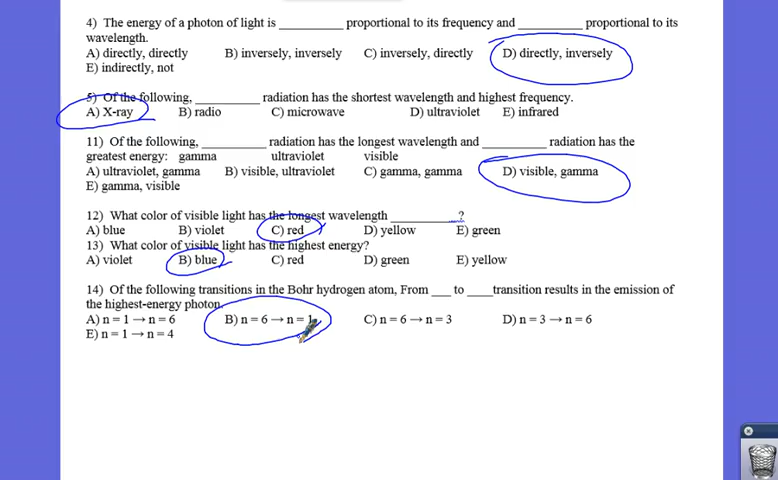 4) The energy of a photon of light is __________ proportional to its frequency and __________ proportional to its
wavelength.
A) directly, directly B) inversely, inversely C) inversely, directly D) directly, inversely
E) indirectly, not
5) Of the following, __________ radiation has the shortest wavelength and highest frequency.
A) X-ray B) radio C) microwave D) ultraviolet E) infrared
11) Of the following, __________ radiation has the longest wavelength and __________ radiation has the
greatest energy: gamma ultraviolet visible
A) ultraviolet, gamma B) visible, ultraviolet C) gamma, gamma D) visible, gamma
E) gamma, visible
12) What color of visible light has the longest wavelength __________?
A) blue B) violet C) red D) yellow E) green
13) What color of visible light has the highest energy?
A) violet B) blue C) red D) green E) yellow
14) Of the following transitions in the Bohr hydrogen atom, From ___ to ____transition results in the emission of
the highest-energy photon.
A) n = 1 → n = 6 B) n = 6 → n = 1 C) n = 6 → n = 3 D) n = 3 → n = 6
E) n = 1 → n = 4